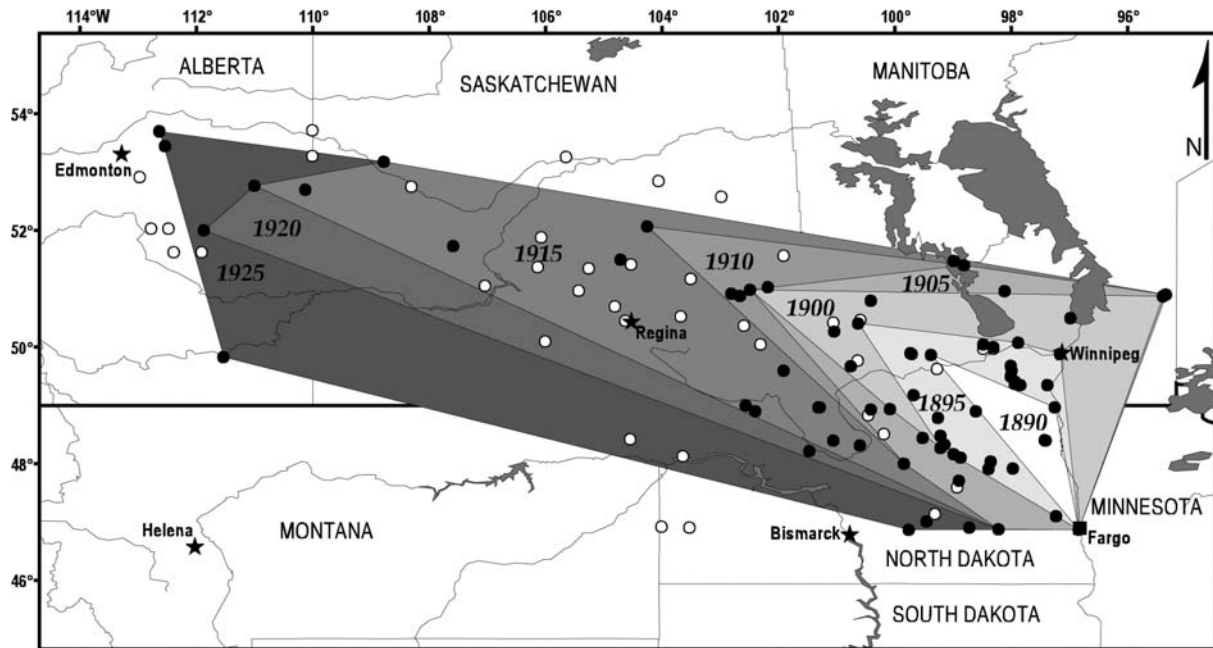 114°W 112° 110° 108° 106° 104° 102° 100° 98° 96°
ALBERTA
SASKATCHEWAN
MANITOBA
54°
N
Edmonton
52°
1920
1915
1910
1905
1925
1900
Regina
50°
Winnipeg
1895
1890
48°
MINNESOTA
Helena
MONTANA
Bismarck
Fargo
NORTH DAKOTA
46°
SOUTH DAKOTA